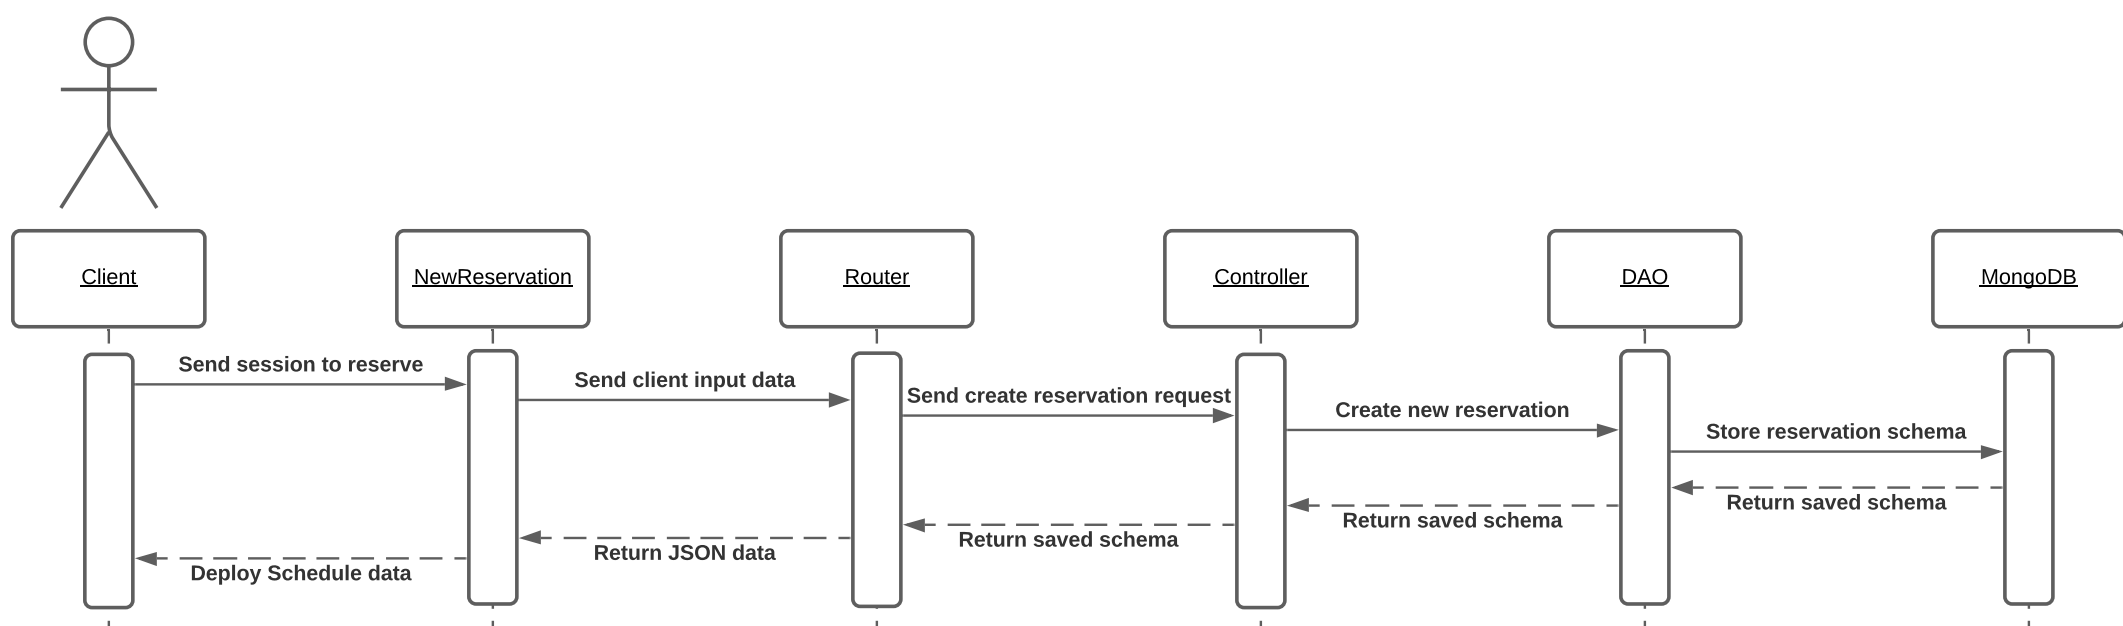 Client
NewReservation
Router
Controller
DAO
MongoDB
Send session to reserve
Send client input data
Send create reservation request
Create new reservation
Store reservation schema
Return saved schema
Return saved schema
Return saved schema
Return JSON data
Deploy Schedule data